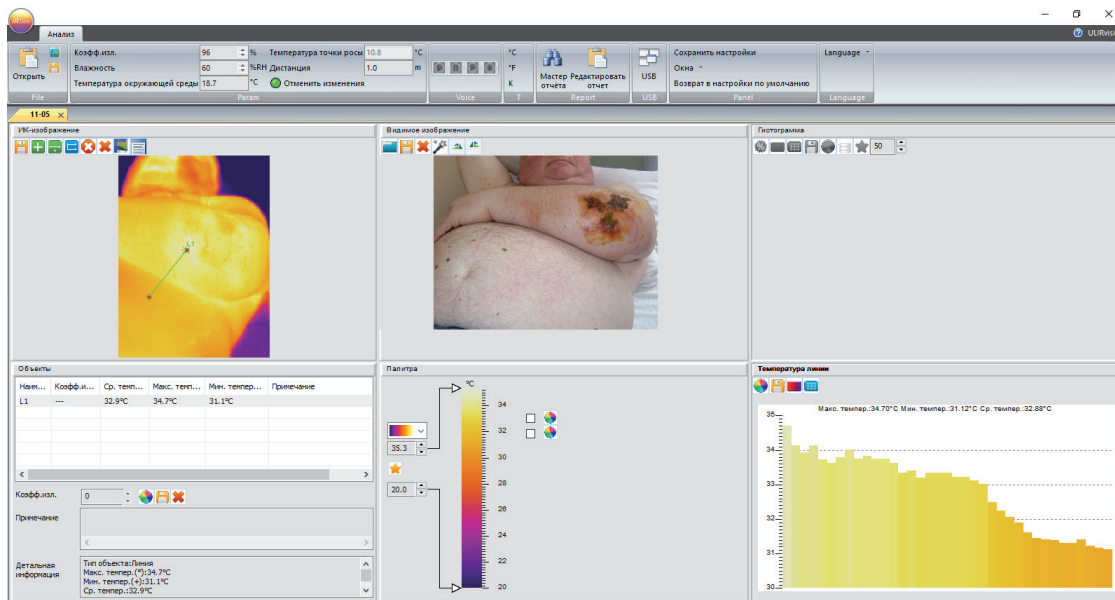 IRSee
Анализ
ULIRvisi
Открыть
Коэфф.изл. 96 % Температура точки росы 10.8 °C
Влажность 60 %RH Дистанция 1.0 m
Температура окружающей среды 18.7 °C Отменить изменения
°C
°F
K
Мастер отчёта
Редактировать отчет
USB
Сохранить настройки
Окна
Возврат в настройки по умолчанию
Language
File Param Voice T Report USB Panel Language
11-05
ИК-изображение
L1
Видимое изображение
Гистограмма
50
Объекты
Наим... Коэфф.и... Ср. темп... Макс. темп... Мин. темпер... Примечание
L1 --- 32.9°C 34.7°C 31.1°C
Коэфф.изл. 0
Примечание
Детальная информация
Тип объекта:Линия
Макс. темпер.(*):34.7°C
Мин. темпер.(+):31.1°C
Ср. темпер.:32.9°C
Палитра
°C
35.3
20.0
34
32
30
28
26
24
22
20
Температура линии
Макс. темпер.:34.70°C Мин. темпер.:31.12°C Ср. темпер.:32.88°C
35
34
33
32
31
30